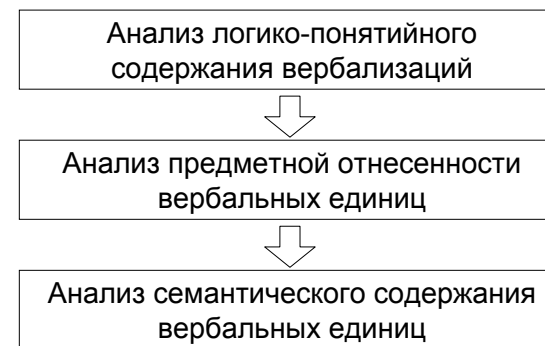 Анализ логико-понятийного
содержания вербализаций
Анализ предметной отнесенности
вербальных единиц
Анализ семантического содержания
вербальных единиц